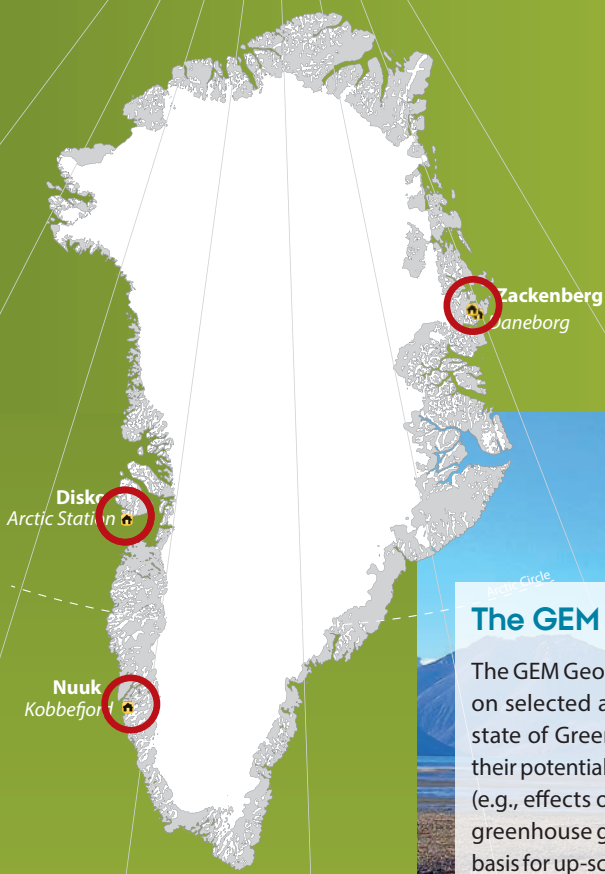 Zackenberg
Daneborg
Disko
Arctic Station
Nuuk
Kobbefjord
Arctic Circle
The GEM
The GEM Geo
on selected a
state of Green
their potential
(e.g., effects o
greenhouse g
basis for up-sc